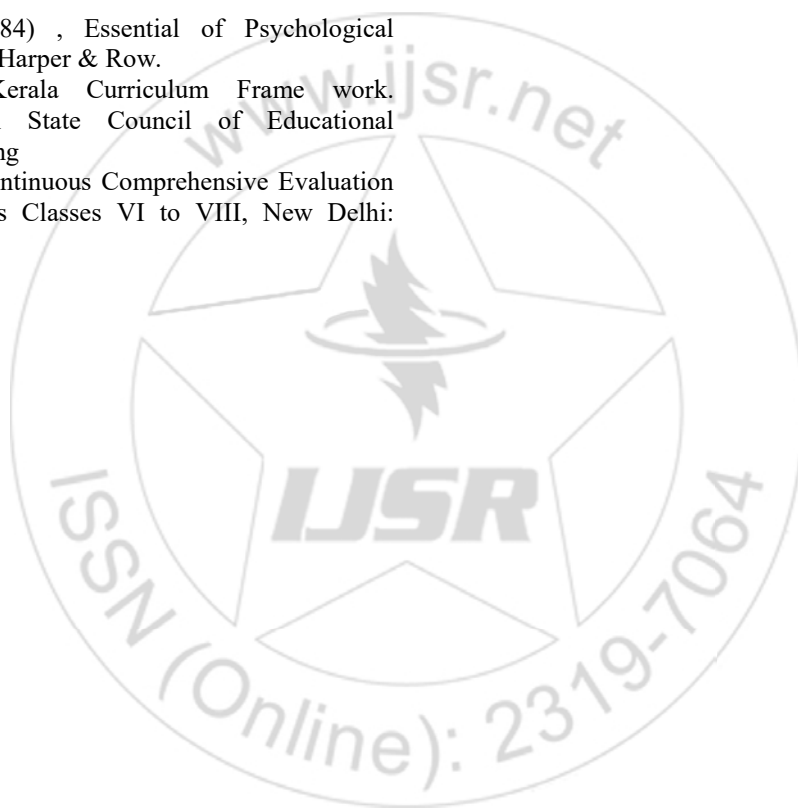 84) , Essential of Psychological
Harper & Row.
Kerala Curriculum Frame work.
State Council of Educational
ng
ntinuous Comprehensive Evaluation
s Classes VI to VIII, New Delhi:
www.ijsr.net
IJSR
ISSN (Online): 2319-7064